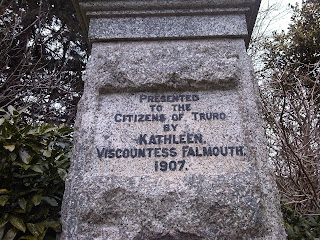 PRESENTED
TO THE
CITIZENS OF TRURO
BY
KATHLEEN,
VISCOUNTESS FALMOUTH,
1907.